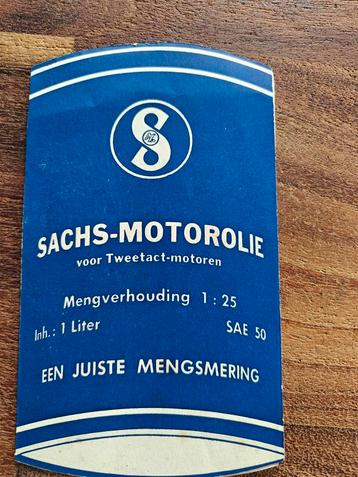 S
SACHS-MOTOROLIE
voor Tweetact-motoren
Mengverhouding 1 : 25
Inh.: 1 Liter SAE 50
EEN JUISTE MENGSMERING